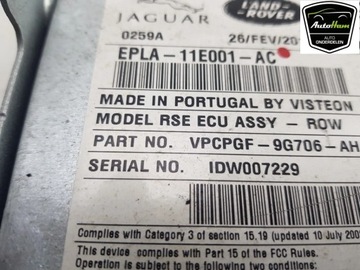 JAGUAR
LAND-ROVER
AutoHam
AUTO ONDERDELEN
0259A
26/FEV/20
EPLA-11E001-AC
MADE IN PORTUGAL BY VISTEON
MODEL RSE ECU ASSY - ROW
PART NO. VPCPGF-9G706-AH
SERIAL NO. IDW007229
Complies with Category 3 of section 15.19 (updated 10 July 200
This device complies with Part 15 of the FCC Rules.
Operation is subject to the following two conditions: